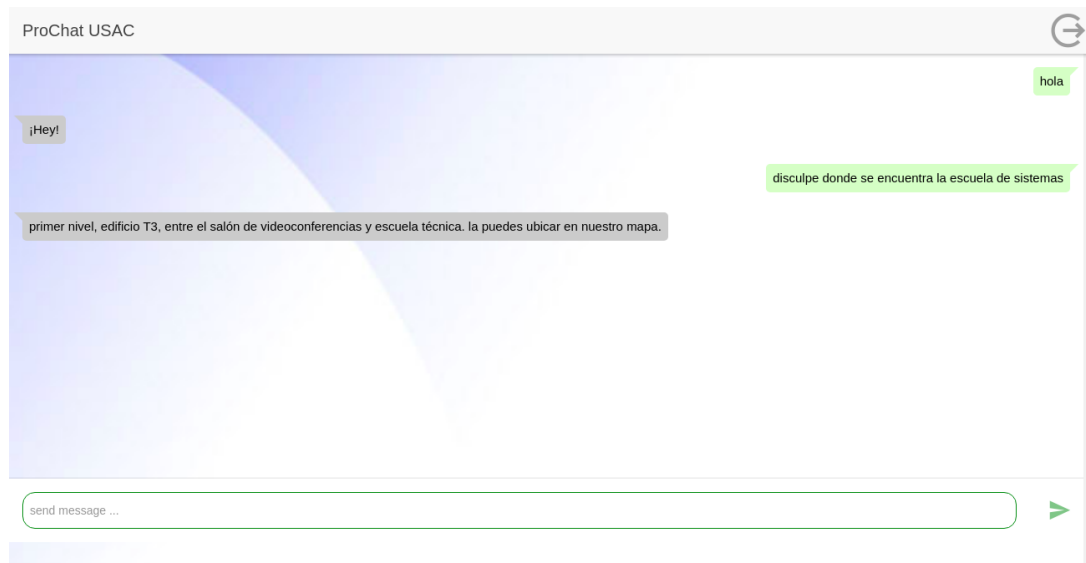 ProChat USAC
hola
¡Hey!
disculpe donde se encuentra la escuela de sistemas
primer nivel, edificio T3, entre el salón de videoconferencias y escuela técnica. la puedes ubicar en nuestro mapa.
send message ...